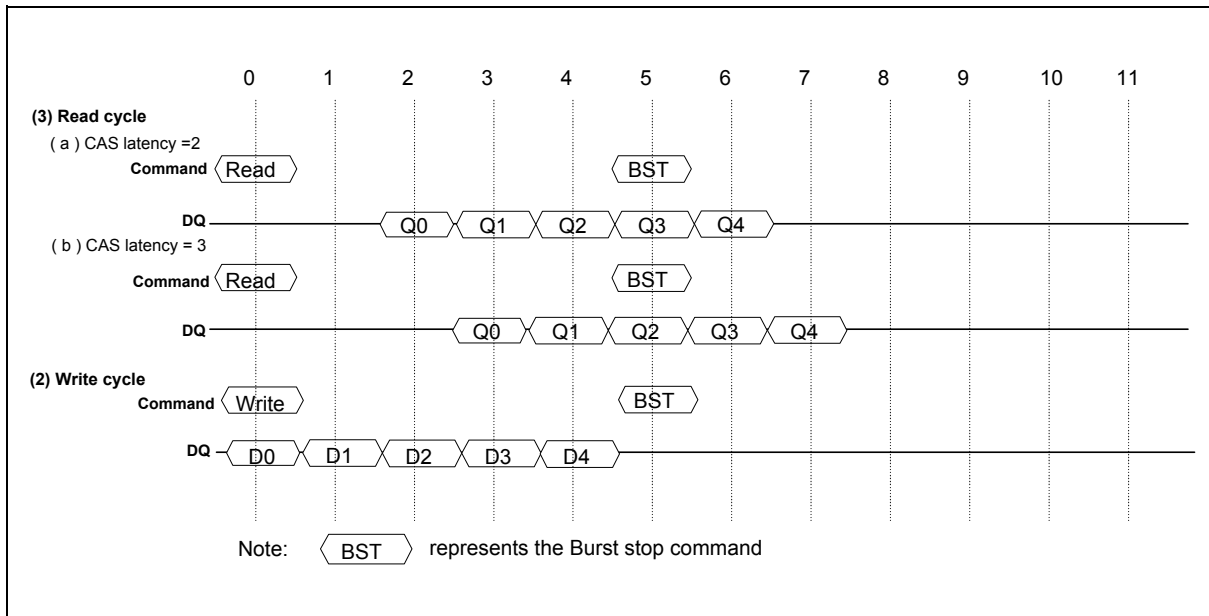 0 1 2 3 4 5 6 7 8 9 10 11
(3) Read cycle
( a ) CAS latency =2
Command Read BST
DQ Q0 Q1 Q2 Q3 Q4
( b ) CAS latency = 3
Command Read BST
DQ Q0 Q1 Q2 Q3 Q4
(2) Write cycle
Command Write BST
DQ D0 D1 D2 D3 D4
Note: BST represents the Burst stop command